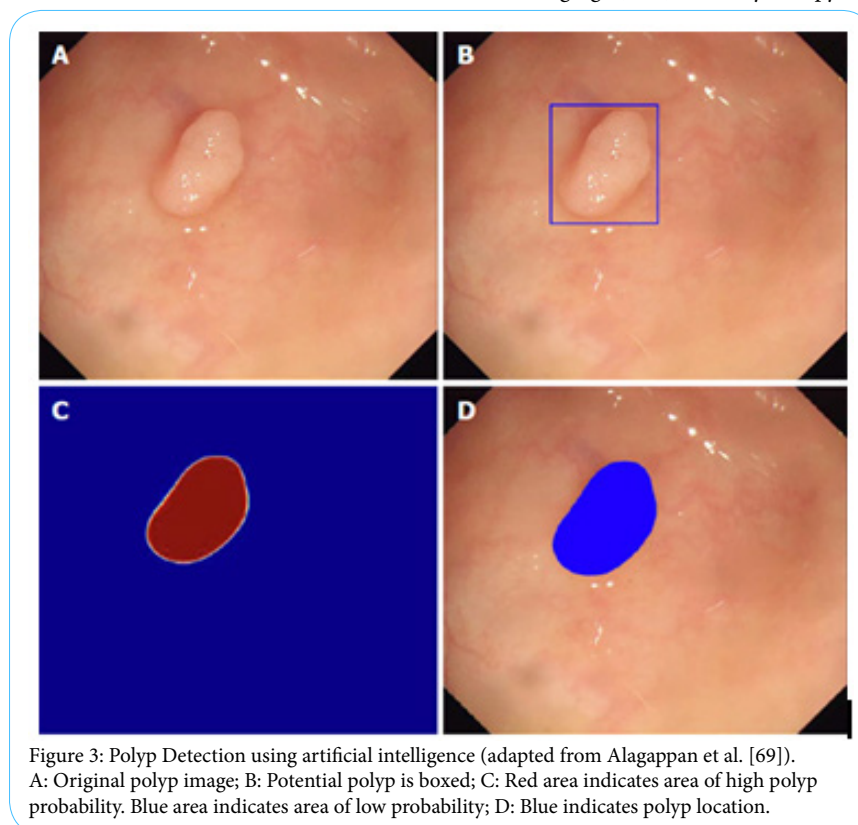 A
B
C
D
Figure 3: Polyp Detection using artificial intelligence (adapted from Alagappan et al. [69]).
A: Original polyp image; B: Potential polyp is boxed; C: Red area indicates area of high polyp
probability. Blue area indicates area of low probability; D: Blue indicates polyp location.